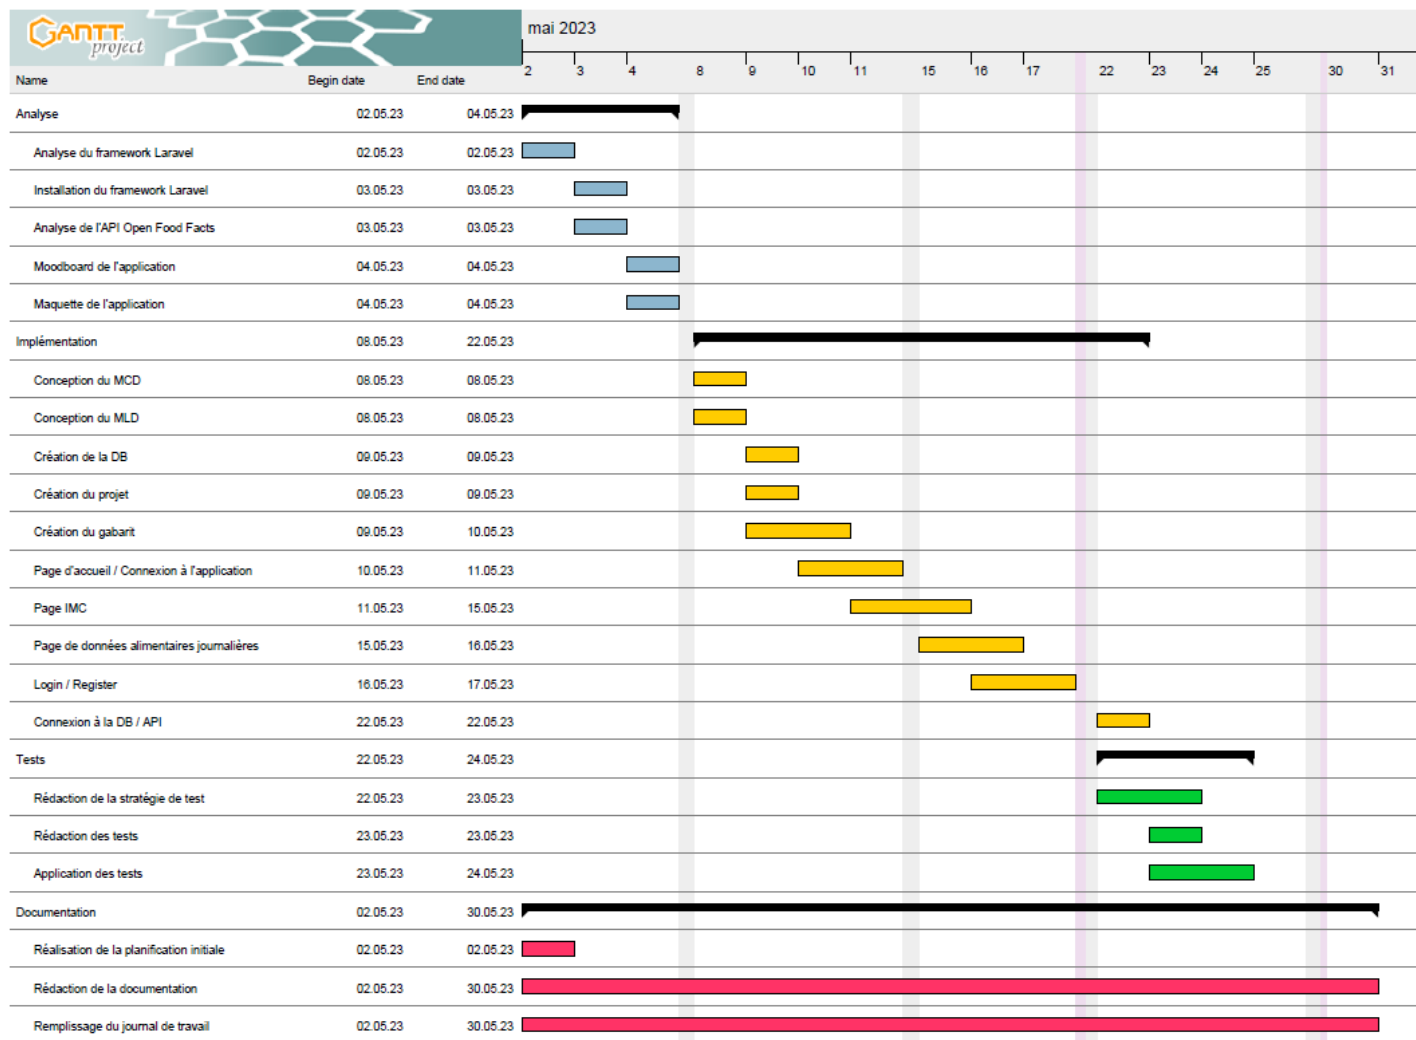 GANTT
project
mai 2023
2 3 4 8 9 10 11 15 16 17 22 23 24 25 30 31
Name Begin date End date
Analyse 02.05.23 04.05.23
Analyse du framework Laravel 02.05.23 02.05.23
Installation du framework Laravel 03.05.23 03.05.23
Analyse de l'API Open Food Facts 03.05.23 03.05.23
Moodboard de l'application 04.05.23 04.05.23
Maquette de l'application 04.05.23 04.05.23
Implémentation 08.05.23 22.05.23
Conception du MCD 08.05.23 08.05.23
Conception du MLD 08.05.23 08.05.23
Création de la DB 09.05.23 09.05.23
Création du projet 09.05.23 09.05.23
Création du gabarit 09.05.23 10.05.23
Page d'accueil / Connexion à l'application 10.05.23 11.05.23
Page IMC 11.05.23 15.05.23
Page de données alimentaires journalières 15.05.23 16.05.23
Login / Register 16.05.23 17.05.23
Connexion à la DB / API 22.05.23 22.05.23
Tests 22.05.23 24.05.23
Rédaction de la stratégie de test 22.05.23 23.05.23
Rédaction des tests 23.05.23 23.05.23
Application des tests 23.05.23 24.05.23
Documentation 02.05.23 30.05.23
Réalisation de la planification initiale 02.05.23 02.05.23
Rédaction de la documentation 02.05.23 30.05.23
Remplissage du journal de travail 02.05.23 30.05.23